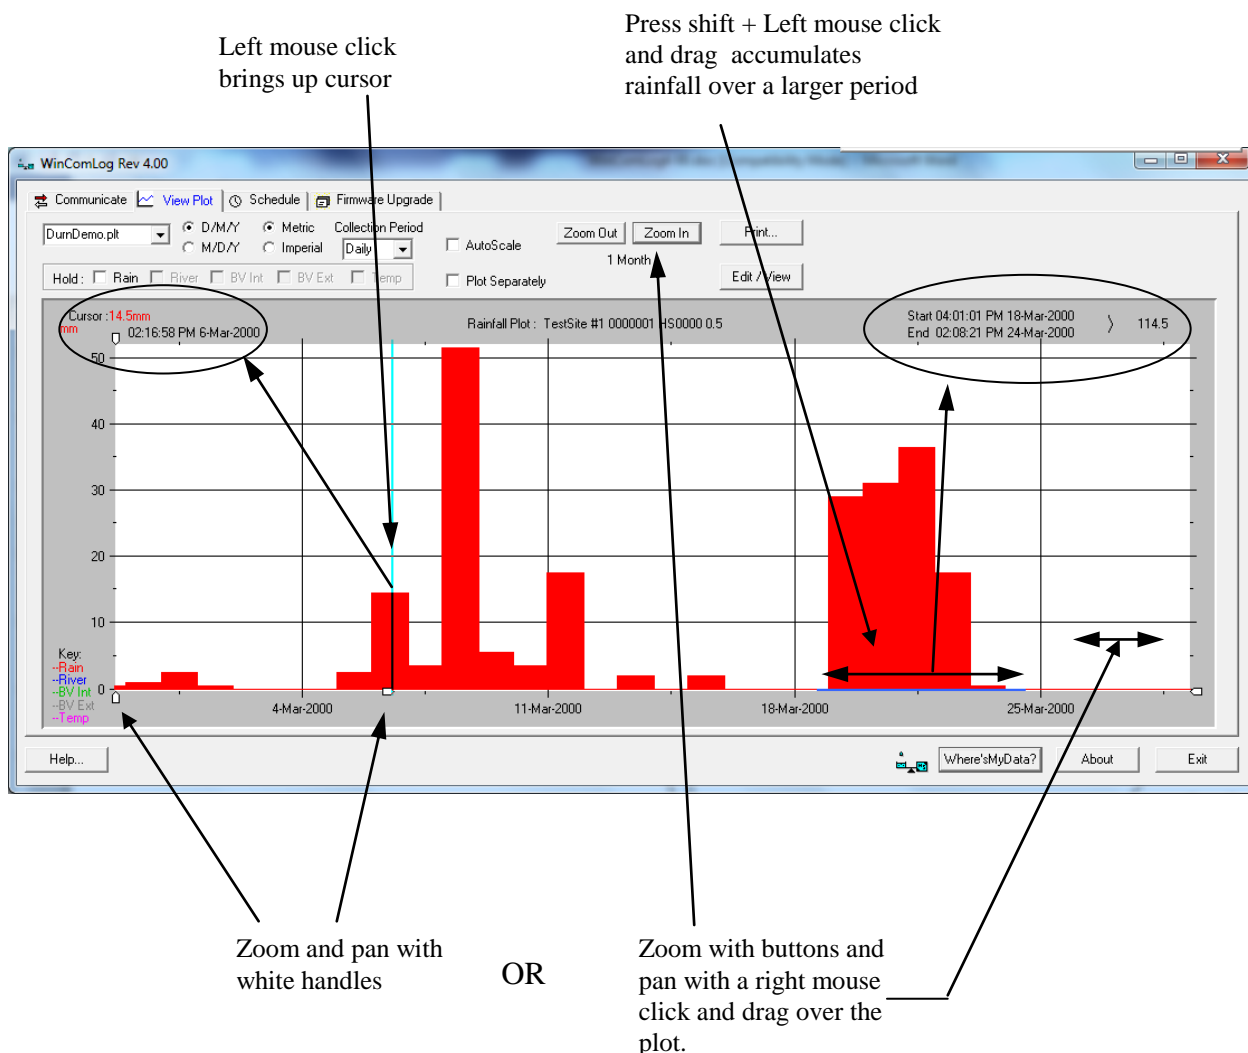 Press shift + Left mouse click
and drag accumulates
rainfall over a larger period
Left mouse click
brings up cursor
WinComLog Rev 4.00
Communicate
View Plot
Schedule
Firmware Upgrade
DurnDemo.plt
D/M/Y
M/D/Y
Metric
Imperial
Collection Period
Daily
AutoScale
Plot Separately
Zoom Out
Zoom In
1 Month
Print...
Edit / View
Hold :
Rain
River
BV Int
BV Ext
Temp
Cursor :14.5mm
mm
02:16:58 PM 6-Mar-2000
Rainfall Plot : TestSite #1 0000001 HS0000 0.5
Start 04:01:01 PM 18-Mar-2000
End 02:08:21 PM 24-Mar-2000
114.5
50
40
30
20
10
0
Key:
--Rain
--River
--BV Int
--BV Ext
--Temp
4-Mar-2000
11-Mar-2000
18-Mar-2000
25-Mar-2000
Help...
Where'sMyData?
About
Exit
Zoom and pan with
white handles
OR
Zoom with buttons and
pan with a right mouse
click and drag over the
plot.